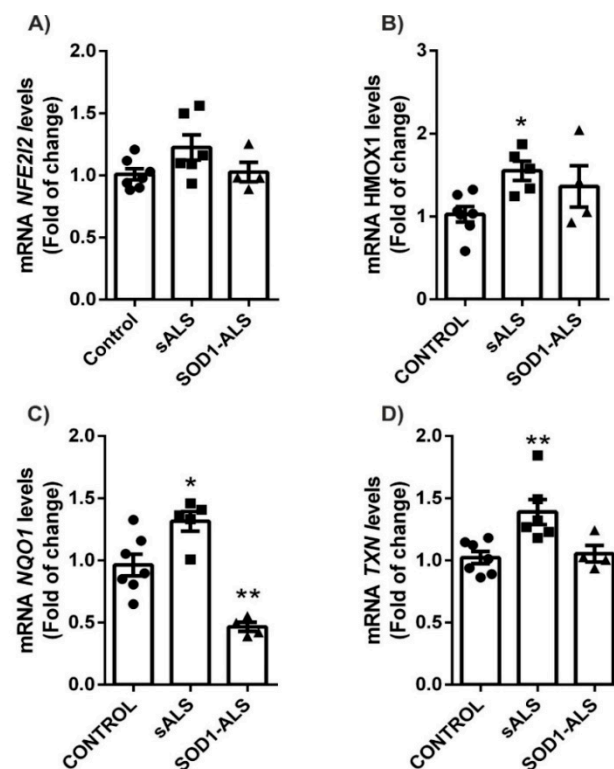 A)
mRNA NFE2l2 levels
(Fold of change)
2.0
1.5
1.0
0.5
0.0
Control
sALS
SOD1-ALS
B)
mRNA HMOX1 levels
(Fold of change)
3
2
1
0
*
CONTROL
sALS
SOD1-ALS
C)
mRNA NQO1 levels
(Fold of change)
2.0
1.5
1.0
0.5
0.0
*
**
CONTROL
sALS
SOD1-ALS
D)
mRNA TXN levels
(Fold of change)
2.0
1.5
1.0
0.5
0.0
**
CONTROL
sALS
SOD1-ALS